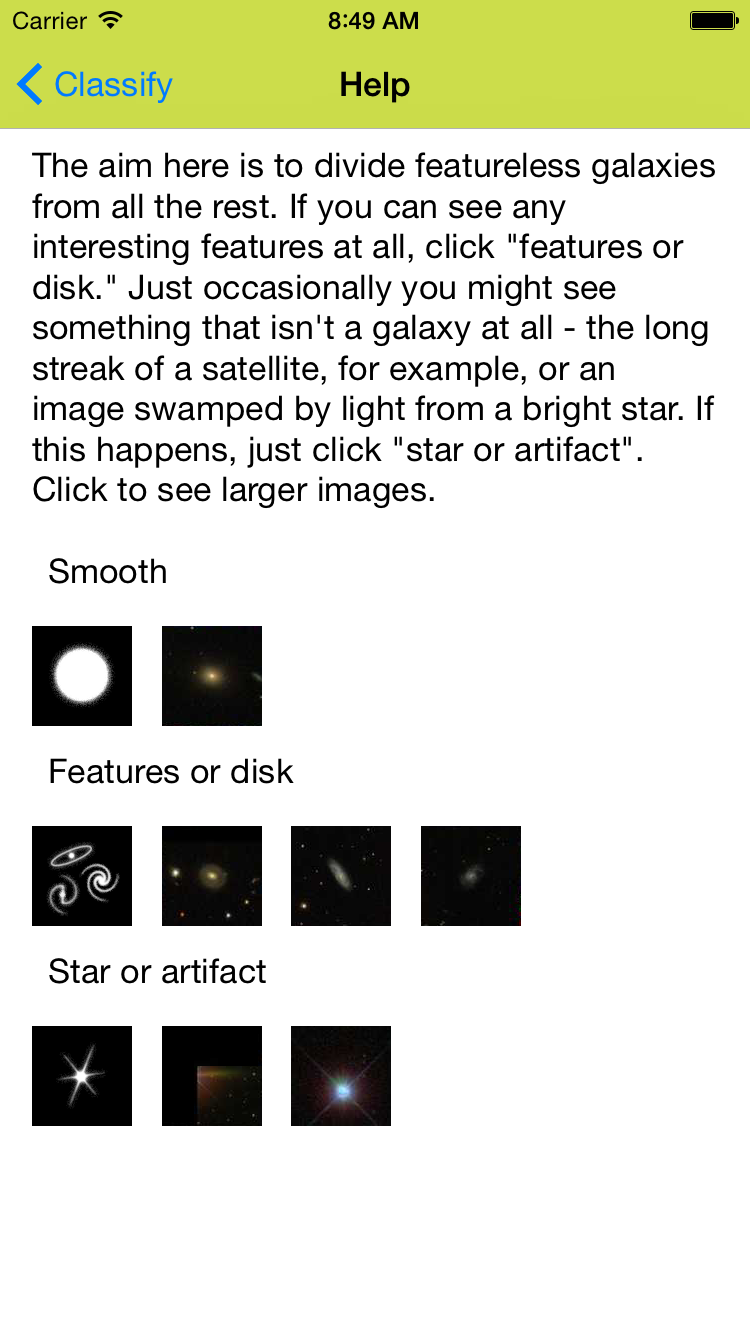 Carrier 8:49 AM
Classify Help
The aim here is to divide featureless galaxies
from all the rest. If you can see any
interesting features at all, click "features or
disk." Just occasionally you might see
something that isn't a galaxy at all - the long
streak of a satellite, for example, or an
image swamped by light from a bright star. If
this happens, just click "star or artifact".
Click to see larger images.
Smooth
Features or disk
Star or artifact